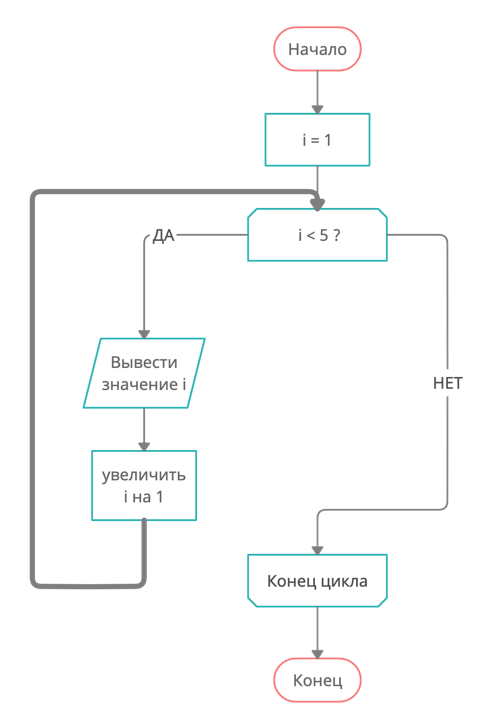 Начало
i = 1
i < 5 ?
ДА
Вывести
значение i
НЕТ
увеличить
i на 1
Конец цикла
Конец